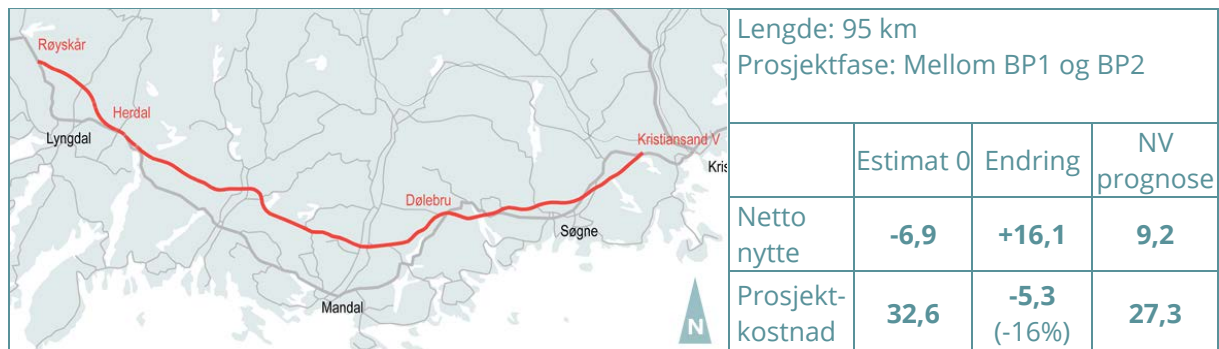 Røyskår
Herdal
Lyngdal
Kristiansand V
Kris
Dølebru
Søgne
Mandal
N
Lengde: 95 km
Prosjektfase: Mellom BP1 og BP2
Estimat 0 Endring NV
prognose
Netto
nytte -6,9 +16,1 9,2
Prosjekt-
kostnad 32,6 -5,3
(-16%) 27,3